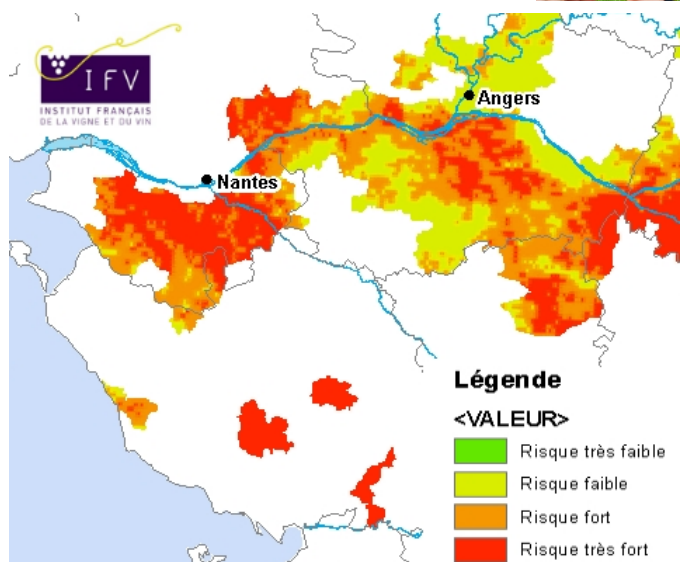 IFV
INSTITUT FRANÇAIS
DE LA VIGNE ET DU VIN
Angers
Nantes
Légende
<VALEUR>
Risque très faible
Risque faible
Risque fort
Risque très fort